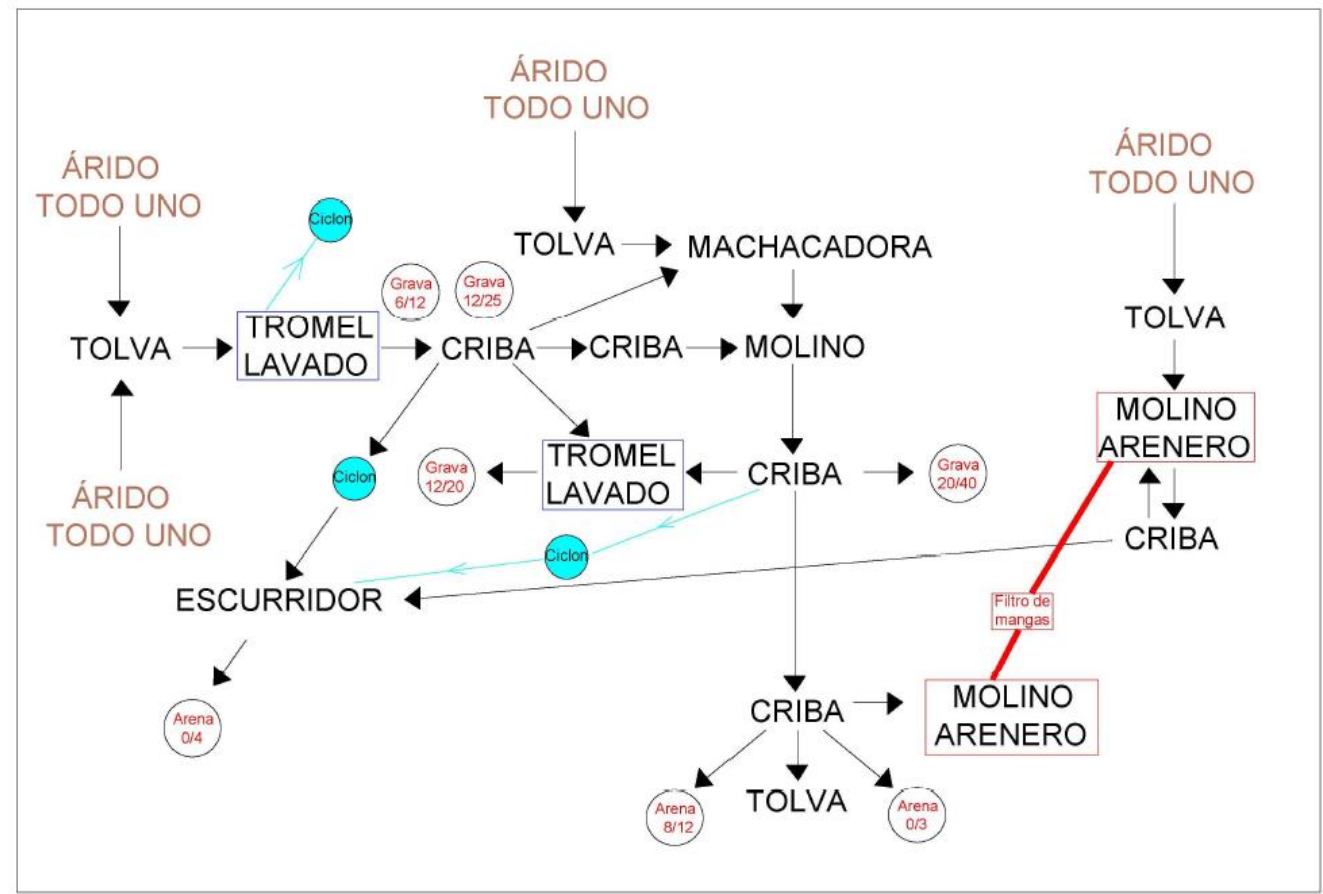 ÁRIDO
TODO UNO
ÁRIDO
TODO UNO
ÁRIDO
TODO UNO
Ciclon
TOLVA
MACHACADORA
Grava
6/12
Grava
12/25
TOLVA
TOLVA
TROMEL
LAVADO
CRIBA
CRIBA
MOLINO
MOLINO
ARENERO
Ciclon
Grava
12/20
TROMEL
LAVADO
CRIBA
Grava
20/40
ÁRIDO
TODO UNO
CRIBA
Ciclon
ESCURRIDOR
Filtro de
mangas
Arena
0/4
CRIBA
MOLINO
ARENERO
Arena
8/12
TOLVA
Arena
0/3